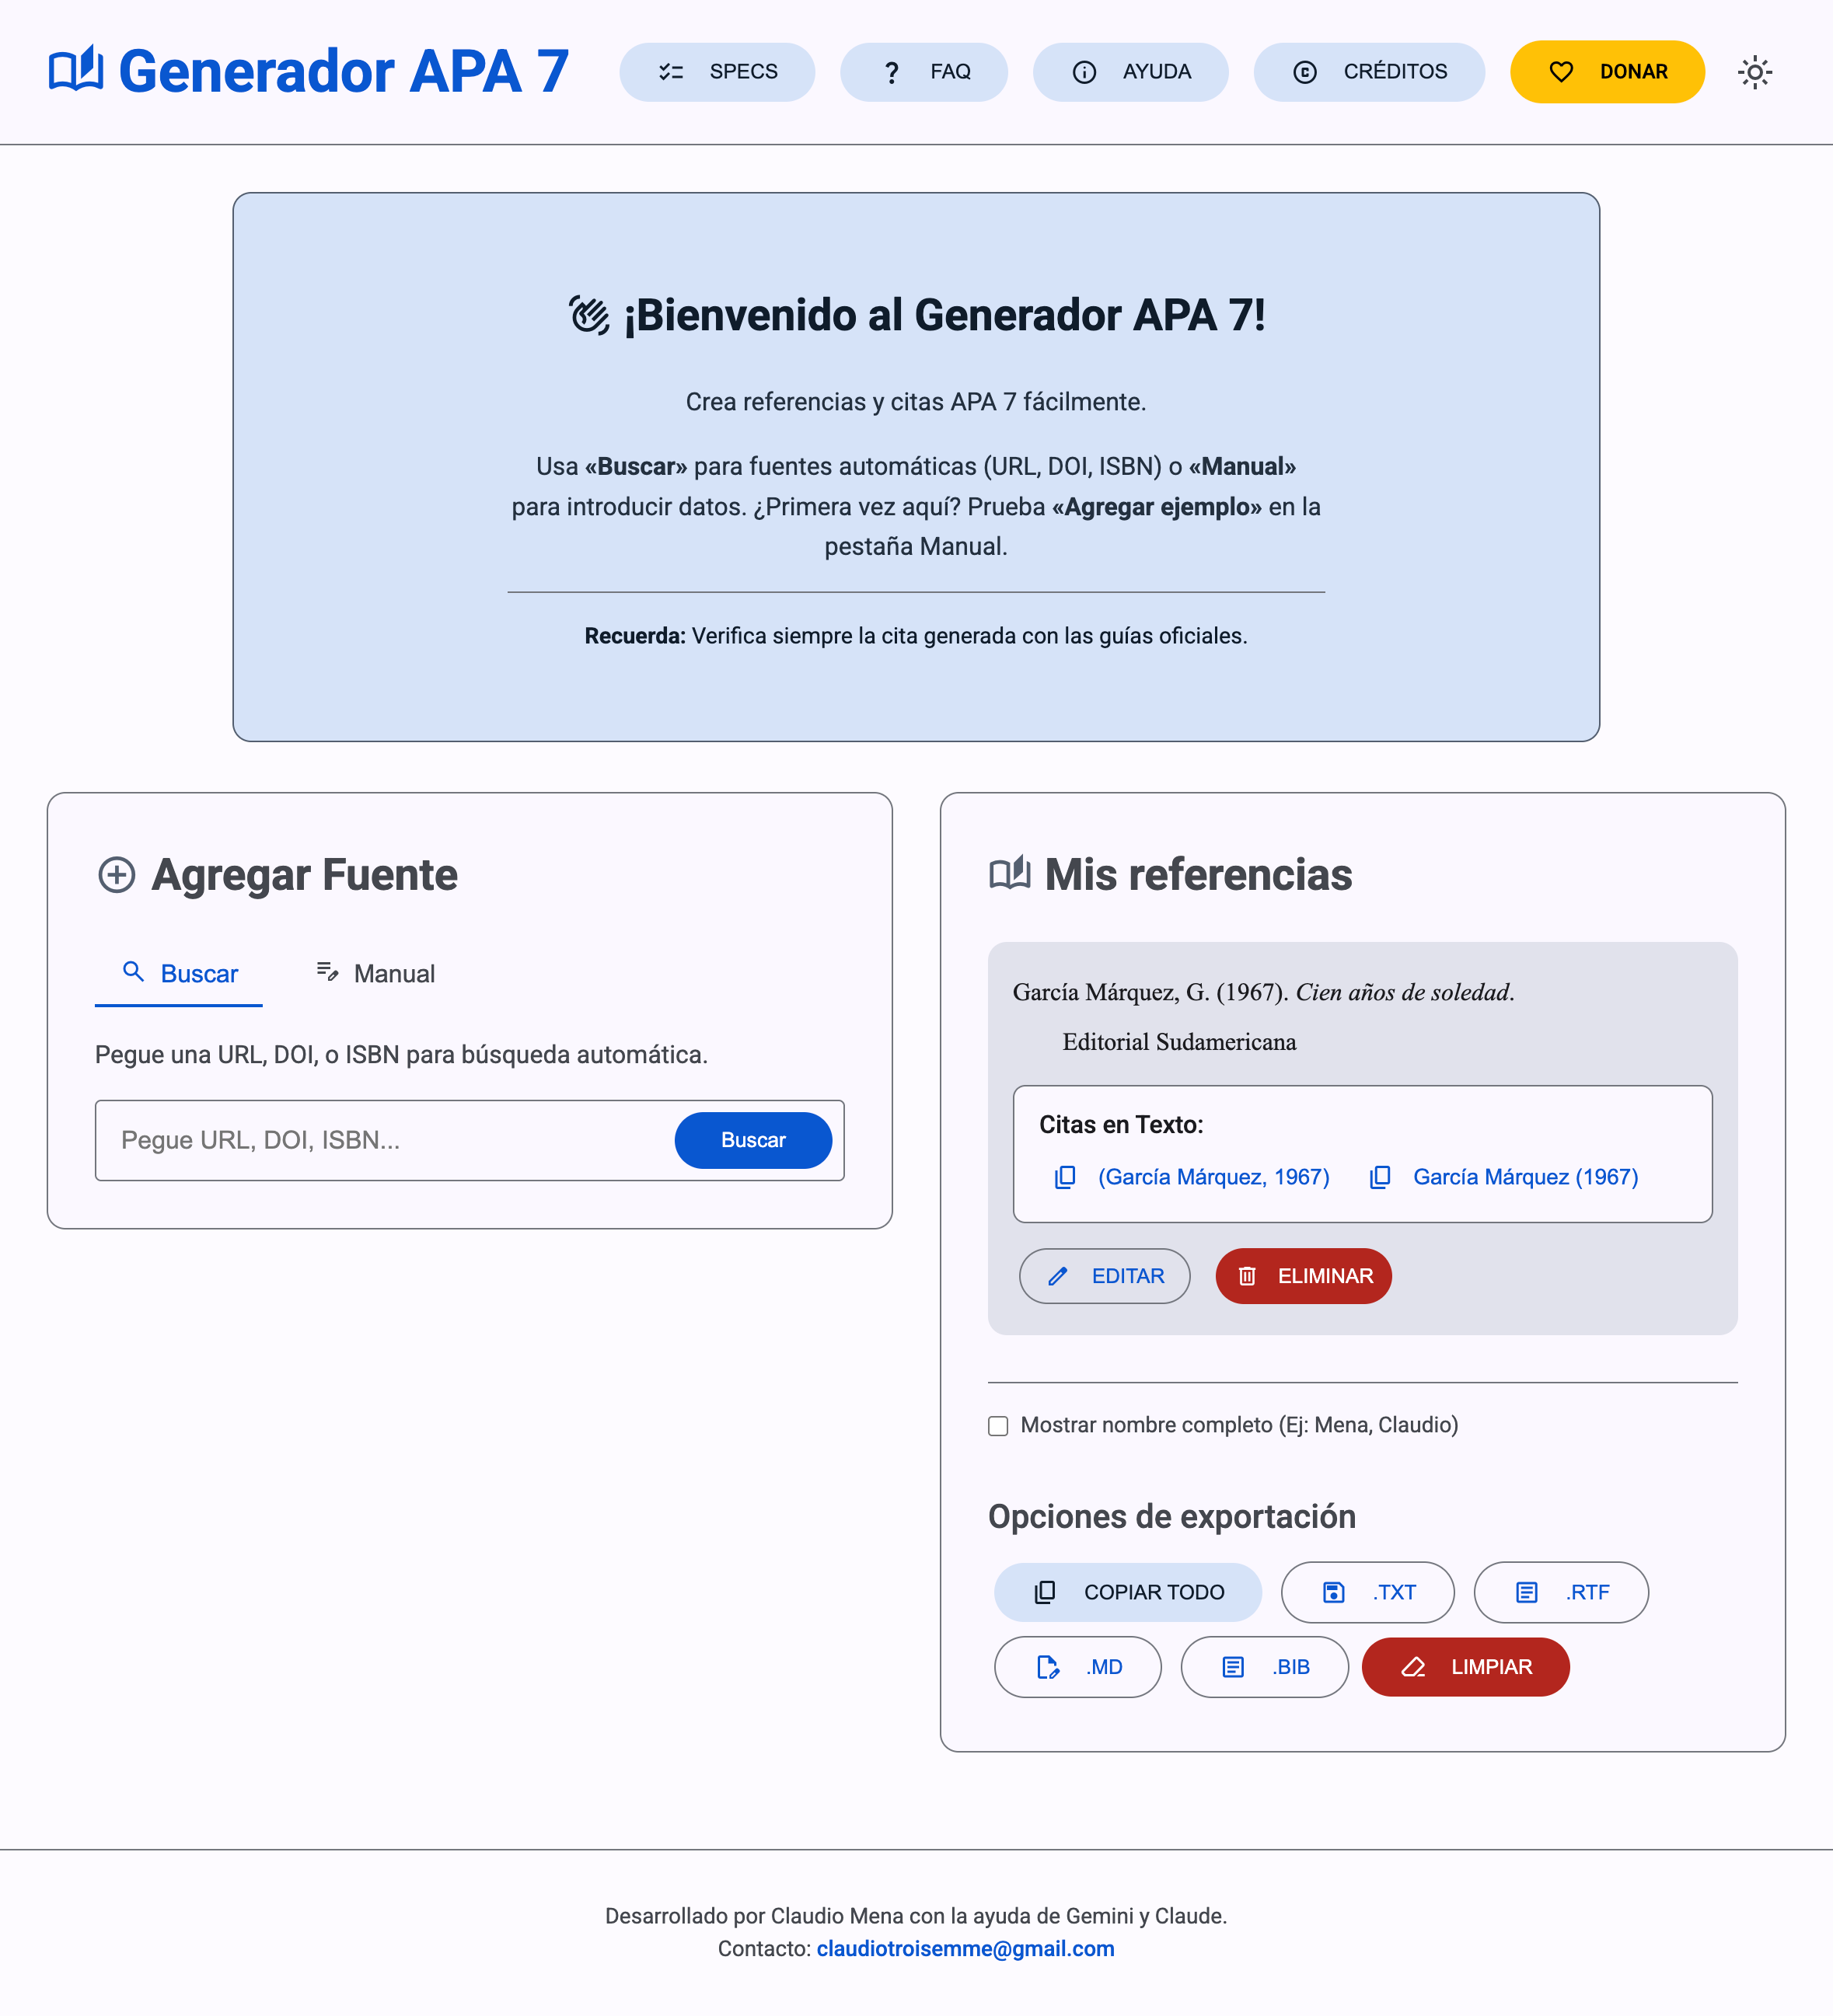 Generador APA 7
SPECS
FAQ
AYUDA
CRÉDITOS
DONAR
¡Bienvenido al Generador APA 7!
Crea referencias y citas APA 7 fácilmente.
Usa «Buscar» para fuentes automáticas (URL, DOI, ISBN) o «Manual»
para introducir datos. ¿Primera vez aquí? Prueba «Agregar ejemplo» en la
pestaña Manual.
Recuerda: Verifica siempre la cita generada con las guías oficiales.
Agregar Fuente
Buscar
Manual
Pegue una URL, DOI, o ISBN para búsqueda automática.
Pegue URL, DOI, ISBN...
Buscar
Mis referencias
García Márquez, G. (1967). Cien años de soledad.
Editorial Sudamericana
Citas en Texto:
(García Márquez, 1967)
García Márquez (1967)
EDITAR
ELIMINAR
Mostrar nombre completo (Ej: Mena, Claudio)
Opciones de exportación
COPIAR TODO
.TXT
.RTF
.MD
.BIB
LIMPIAR
Desarrollado por Claudio Mena con la ayuda de Gemini y Claude.
Contacto: claudiotroisemme@gmail.com